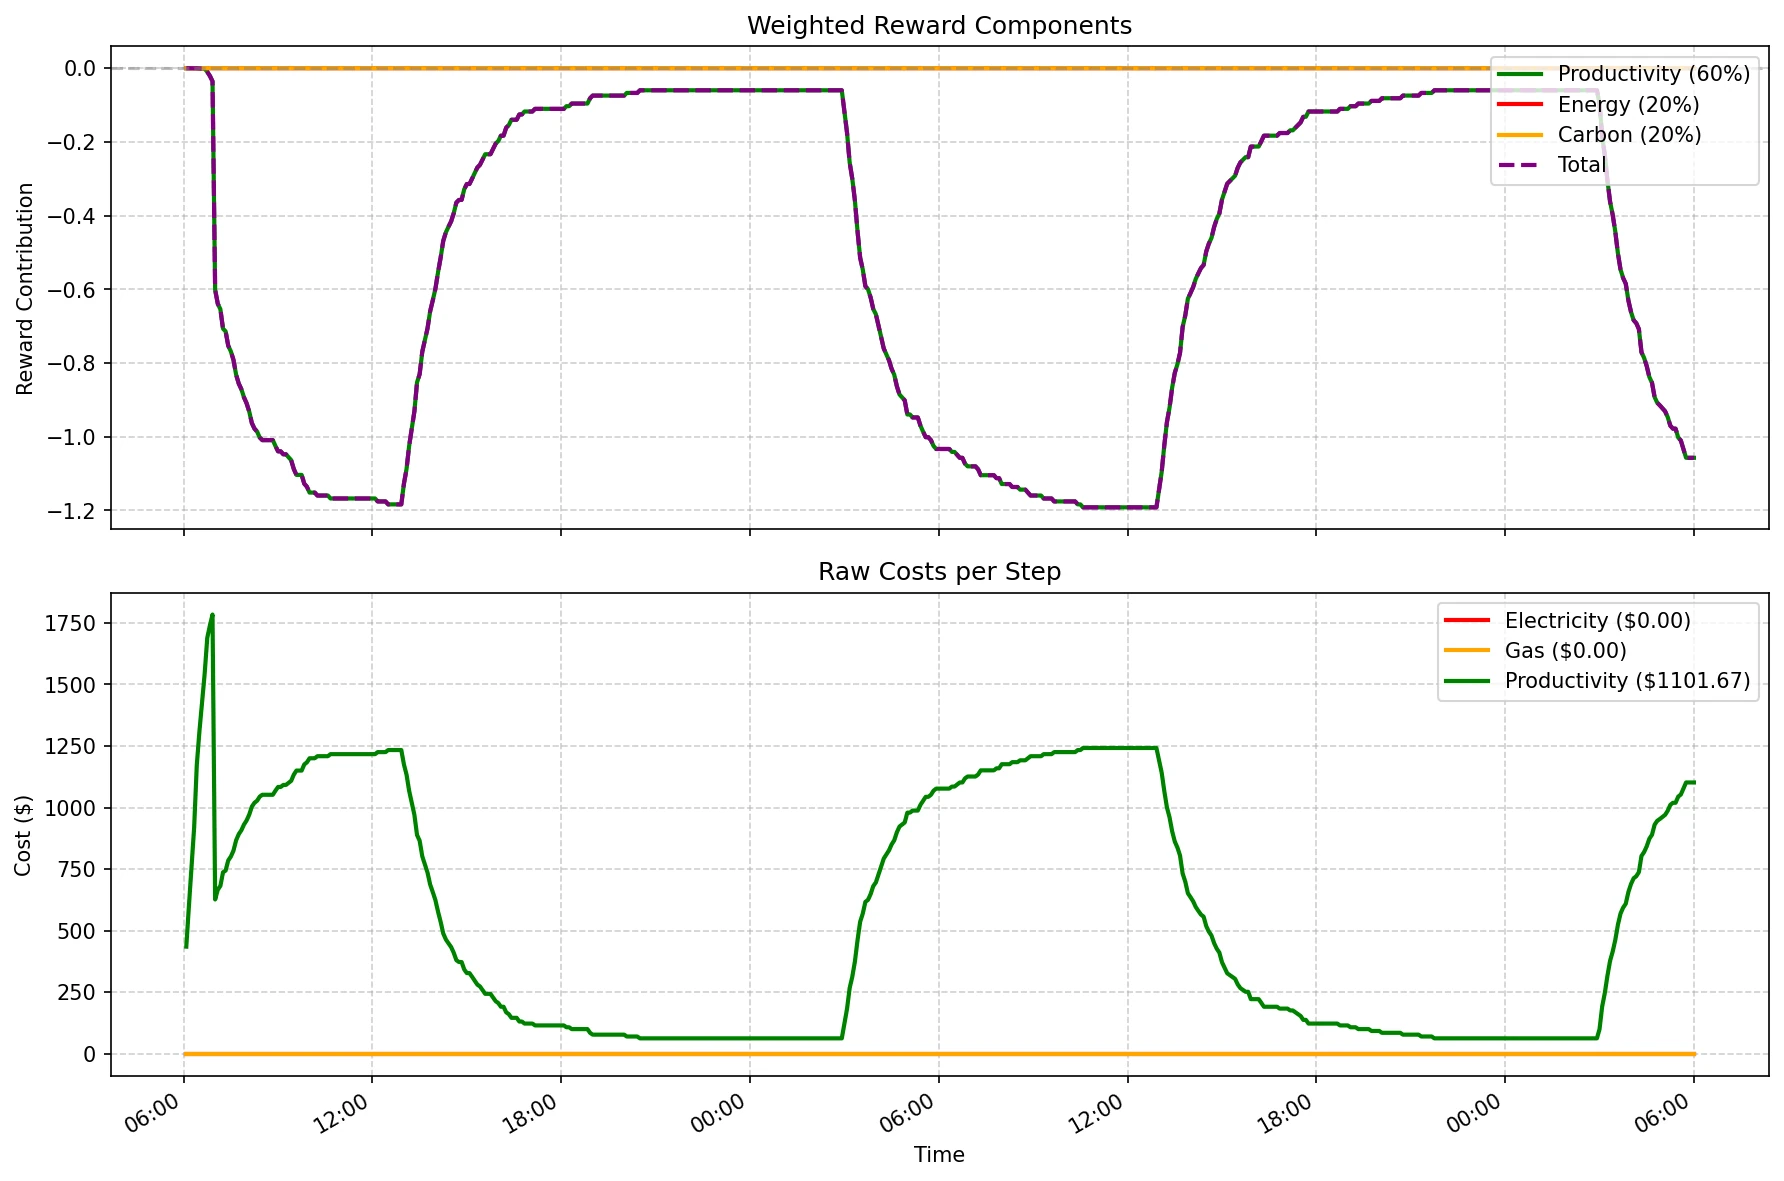 Weighted Reward Components
Reward Contribution
0.0
−0.2
−0.4
−0.6
−0.8
−1.0
−1.2
Productivity (60%)
Energy (20%)
Carbon (20%)
Total
Raw Costs per Step
Cost ($)
1750
1500
1250
1000
750
500
250
0
Electricity ($0.00)
Gas ($0.00)
Productivity ($1101.67)
06:00 12:00 18:00 00:00 06:00 12:00 18:00 00:00 06:00
Time